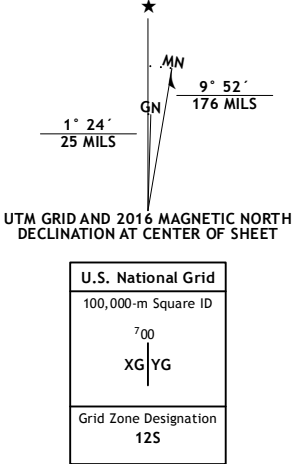 ★
MN
GN
9° 52´
176 MILS
1° 24´
25 MILS
UTM GRID AND 2016 MAGNETIC NORTH
DECLINATION AT CENTER OF SHEET
U.S. National Grid
100,000-m Square ID
⁷00
XG YG
Grid Zone Designation
12S